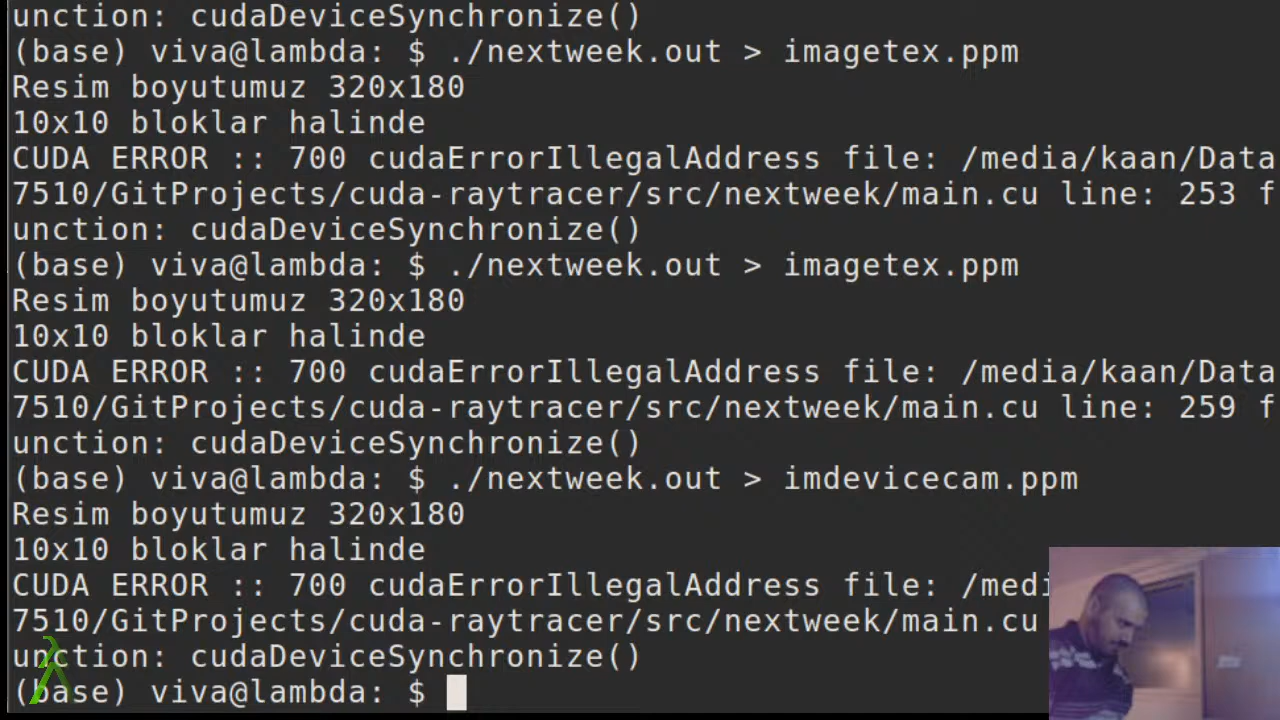 unction: cudaDeviceSynchronize()
(base) viva@lambda: $ ./nextweek.out > imagetex.ppm
Resim boyutumuz 320x180
10x10 bloklar halinde
CUDA ERROR :: 700 cudaErrorIllegalAddress file: /media/kaan/Data
7510/GitProjects/cuda-raytracer/src/nextweek/main.cu line: 253 f
unction: cudaDeviceSynchronize()
(base) viva@lambda: $ ./nextweek.out > imagetex.ppm
Resim boyutumuz 320x180
10x10 bloklar halinde
CUDA ERROR :: 700 cudaErrorIllegalAddress file: /media/kaan/Data
7510/GitProjects/cuda-raytracer/src/nextweek/main.cu line: 259 f
unction: cudaDeviceSynchronize()
(base) viva@lambda: $ ./nextweek.out > imdevicecam.ppm
Resim boyutumuz 320x180
10x10 bloklar halinde
CUDA ERROR :: 700 cudaErrorIllegalAddress file: /medi
7510/GitProjects/cuda-raytracer/src/nextweek/main.cu
unction: cudaDeviceSynchronize()
(base) viva@lambda: $
λ